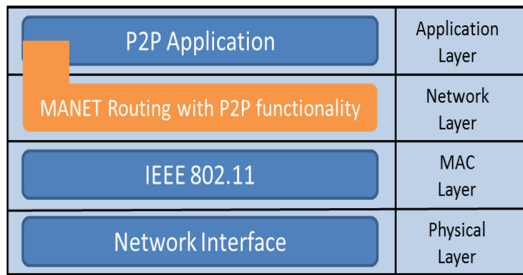 P2P Application
Application
Layer
MANET Routing with P2P functionality
Network
Layer
IEEE 802.11
MAC
Layer
Network Interface
Physical
Layer